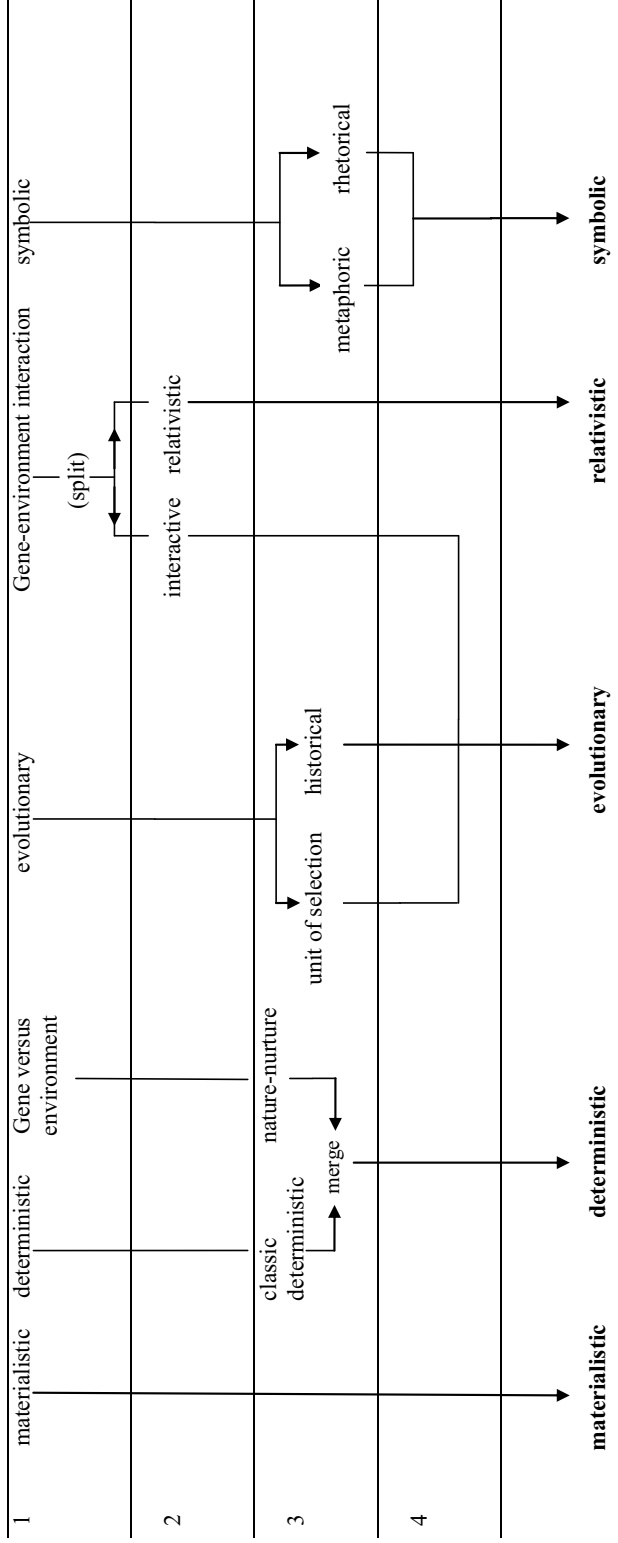 1
materialistic
deterministic
Gene versus
environment
evolutionary
Gene-environment interaction
symbolic
(split)
2
interactive
relativistic
3
classic
deterministic
merge
nature-nurture
unit of selection
historical
metaphoric
rhetorical
4
materialistic
deterministic
evolutionary
relativistic
symbolic